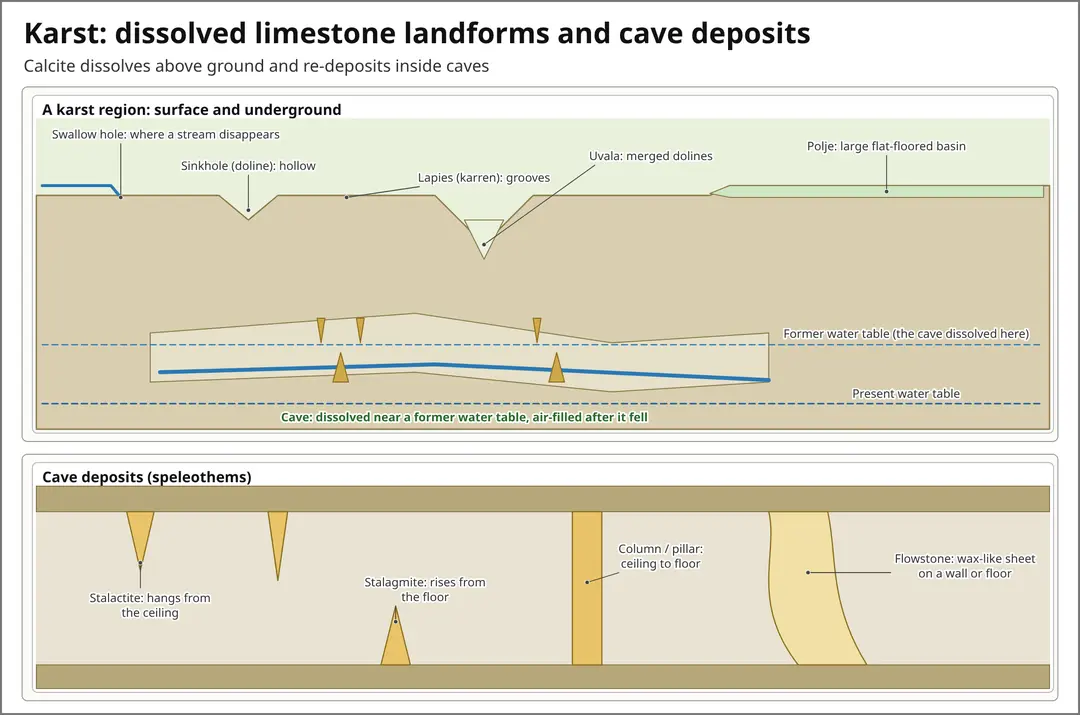 Karst: dissolved limestone landforms and cave deposits
Calcite dissolves above ground and re-deposits inside caves
A karst region: surface and underground
Swallow hole: where a stream disappears
Sinkhole (doline): hollow
Lapies (karren): grooves
Uvala: merged dolines
Polje: large flat-floored basin
Former water table (the cave dissolved here)
Present water table
Cave: dissolved near a former water table, air-filled after it fell
Cave deposits (speleothems)
Stalactite: hangs from
the ceiling
Stalagmite: rises from
the floor
Column / pillar:
ceiling to floor
Flowstone: wax-like sheet
on a wall or floor